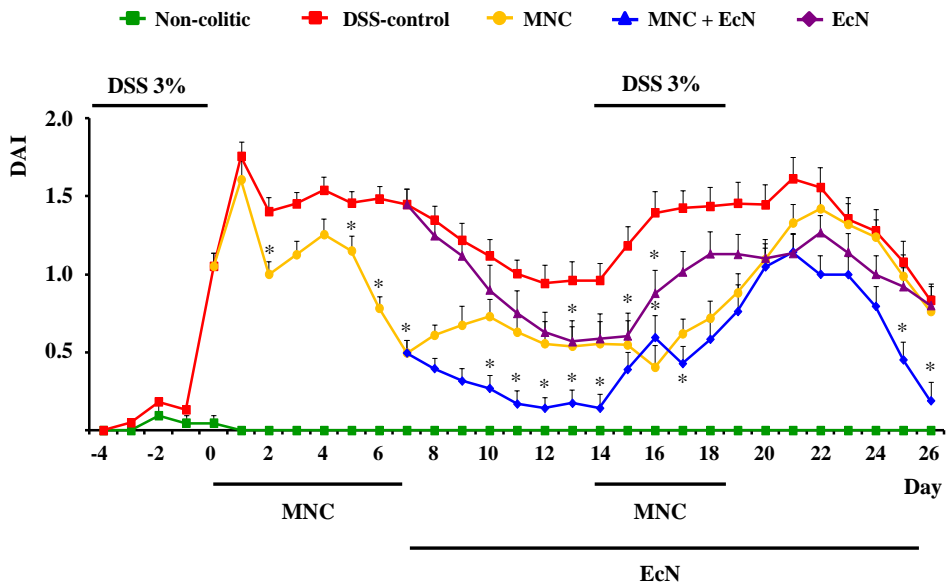 Non-colitic DSS-control MNC MNC + EcN EcN
DSS 3% DSS 3%
DAI
2.0
1.5
1.0
0.5
* * * * * * * * * * * * * * * *
-4 -2 0 2 4 6 8 10 12 14 16 18 20 22 24 26
Day
MNC MNC
EcN